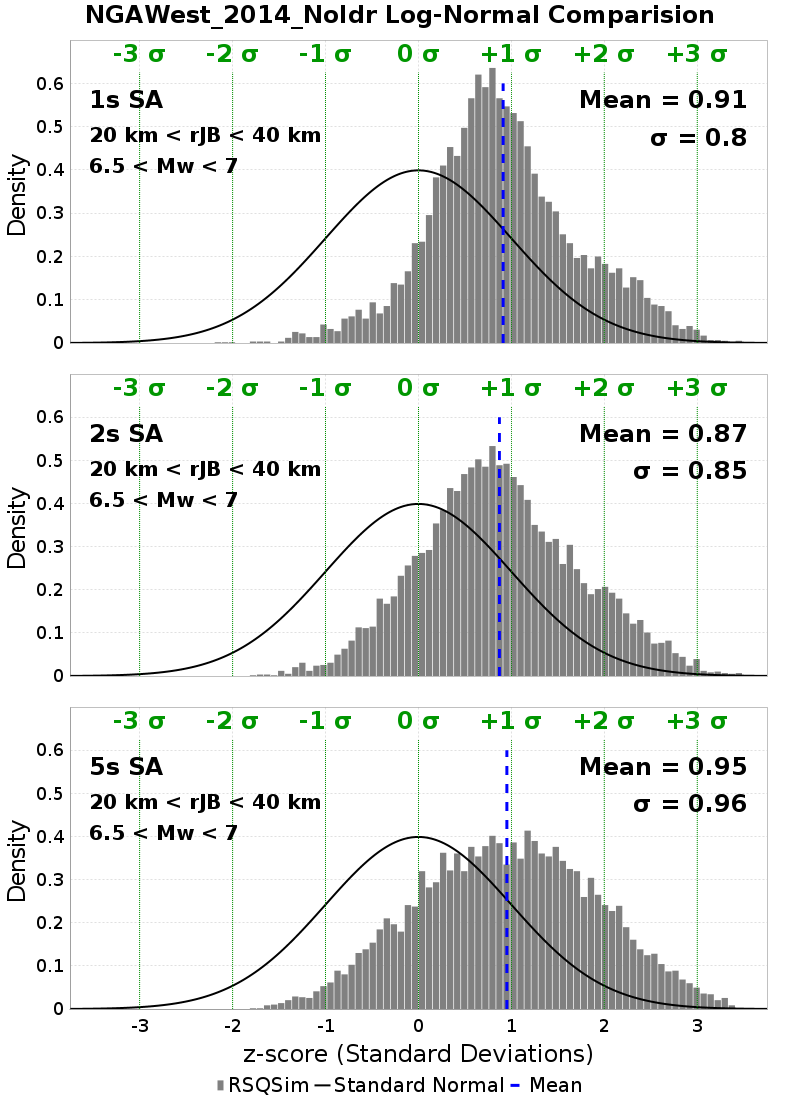 NGAWest_2014_NoIdr Log-Normal Comparision
-3 σ -2 σ -1 σ 0 σ +1 σ +2 σ +3 σ
1s SA
20 km < rJB < 40 km
6.5 < Mw < 7
Mean = 0.91
σ = 0.8
Density
0.6
0.5
0.4
0.3
0.2
0.1
0
-3 σ -2 σ -1 σ 0 σ +1 σ +2 σ +3 σ
2s SA
20 km < rJB < 40 km
6.5 < Mw < 7
Mean = 0.87
σ = 0.85
Density
0.6
0.5
0.4
0.3
0.2
0.1
0
-3 σ -2 σ -1 σ 0 σ +1 σ +2 σ +3 σ
5s SA
20 km < rJB < 40 km
6.5 < Mw < 7
Mean = 0.95
σ = 0.96
Density
0.6
0.5
0.4
0.3
0.2
0.1
0
-3 -2 -1 0 1 2 3
z-score (Standard Deviations)
RSQSim Standard Normal Mean